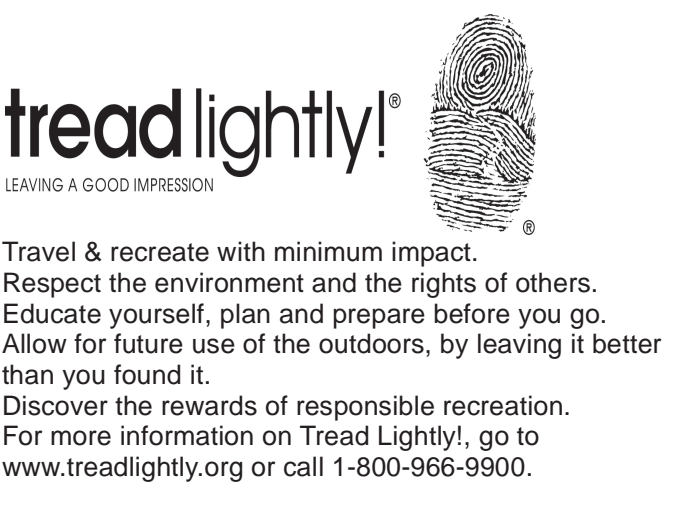 treadlightly!®
LEAVING A GOOD IMPRESSION
®
Travel & recreate with minimum impact.
Respect the environment and the rights of others.
Educate yourself, plan and prepare before you go.
Allow for future use of the outdoors, by leaving it better
than you found it.
Discover the rewards of responsible recreation.
For more information on Tread Lightly!, go to
www.treadlightly.org or call 1-800-966-9900.